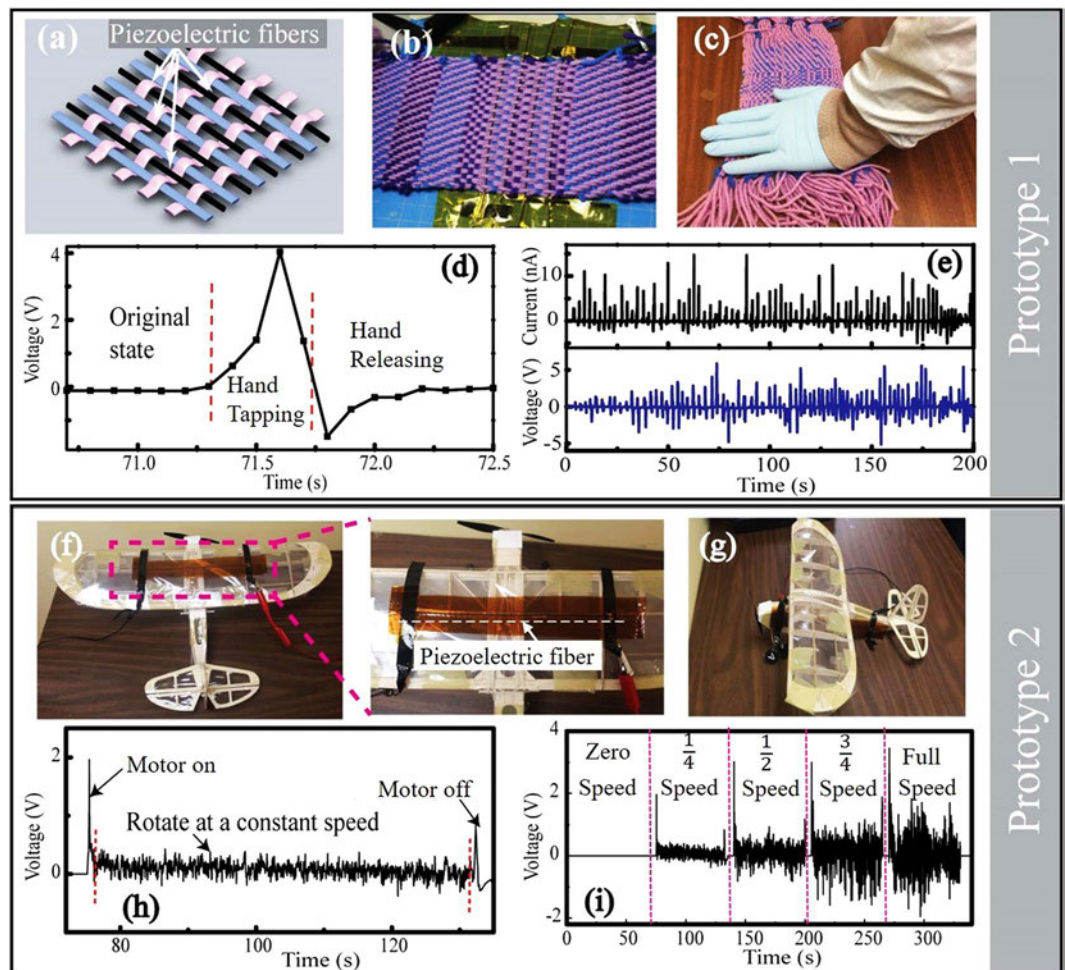 (a)
Piezoelectric fibers
(b)
(c)
Prototype 1
(d)
4
2
0
Voltage (V)
Original
state
Hand
Tapping
Hand
Releasing
71.0
71.5
72.0
72.5
Time (s)
(e)
10
0
Current (nA)
5
0
-5
Voltage (V)
0
50
100
150
200
Time (s)
(f)
Piezoelectric fiber
(g)
Prototype 2
2
0
Voltage (V)
Motor on
Rotate at a constant speed
Motor off
(h)
80
100
120
Time (s)
4
2
0
-2
Voltage (V)
Zero
Speed
1/4
Speed
1/2
Speed
3/4
Speed
Full
Speed
(i)
0
50
100
150
200
250
300
Time (s)